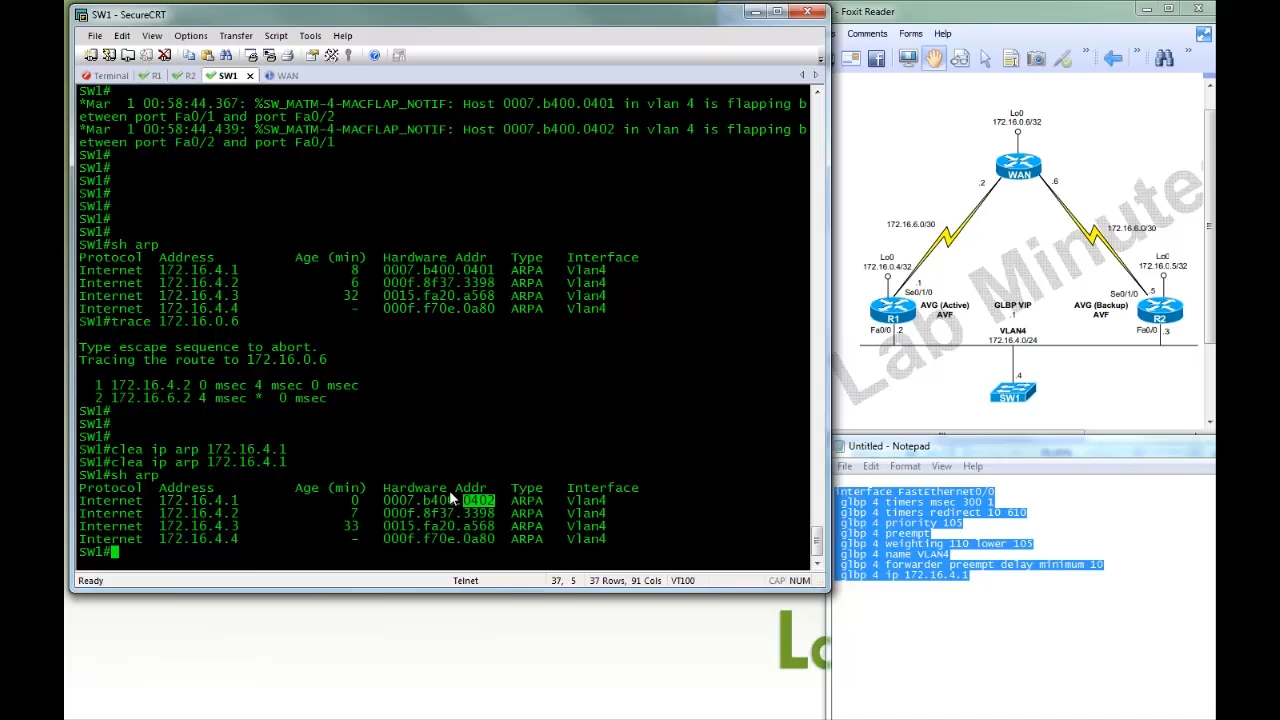 SW1 - SecureCRT
File Edit View Options Transfer Script Tools Help
Terminal R1 R2 SW1 WAN
SW1#
*Mar  1 00:58:44.367: %SW_MATM-4-MACFLAP_NOTIF: Host 0007.b400.0401 in vlan 4 is flapping b
etween port Fa0/1 and port Fa0/2
*Mar  1 00:58:44.439: %SW_MATM-4-MACFLAP_NOTIF: Host 0007.b400.0402 in vlan 4 is flapping b
etween port Fa0/2 and port Fa0/1
SW1#
SW1#
SW1#
SW1#
SW1#
SW1#
SW1#
SW1#sh arp
Protocol  Address          Age (min)  Hardware Addr   Type   Interface
Internet  172.16.4.1              8   0007.b400.0401  ARPA   Vlan4
Internet  172.16.4.2              6   000f.8f37.3398  ARPA   Vlan4
Internet  172.16.4.3             32   0015.fa20.a568  ARPA   Vlan4
Internet  172.16.4.4              -   000f.f70e.0a80  ARPA   Vlan4
SW1#trace 172.16.0.6
Type escape sequence to abort.
Tracing the route to 172.16.0.6
1 172.16.4.2 0 msec 4 msec 0 msec
2 172.16.6.2 4 msec *  0 msec
SW1#
SW1#
SW1#
SW1#clea ip arp 172.16.4.1
SW1#clea ip arp 172.16.4.1
SW1#sh arp
Protocol  Address          Age (min)  Hardware Addr   Type   Interface
Internet  172.16.4.1              0   0007.b400.0402  ARPA   Vlan4
Internet  172.16.4.2              7   000f.8f37.3398  ARPA   Vlan4
Internet  172.16.4.3             33   0015.fa20.a568  ARPA   Vlan4
Internet  172.16.4.4              -   000f.f70e.0a80  ARPA   Vlan4
SW1#
Ready Telnet 37, 5 37 Rows, 91 Cols VT100 CAP NUM
- Foxit Reader
Comments Forms Help
Lo0
172.16.0.6/32
WAN
.2 .6
172.16.6.0/30 172.16.6.0/30
Lo0 Lo0
172.16.0.4/32 172.16.0.5/32
.1 .5
Se0/1/0 Se0/1/0
AVG (Active) GLBP VIP AVG (Backup)
R1 AVF .1 AVF R2
Fa0/0 .2 VLAN4 Fa0/0 .3
172.16.4.0/24
.4
SW1
Lab Minutes
Untitled - Notepad
File Edit Format View Help
interface FastEthernet0/0
glbp 4 timers msec 300 1
glbp 4 timers redirect 10 610
glbp 4 priority 105
glbp 4 preempt
glbp 4 weighting 110 lower 105
glbp 4 name VLAN4
glbp 4 forwarder preempt delay minimum 10
glbp 4 ip 172.16.4.1